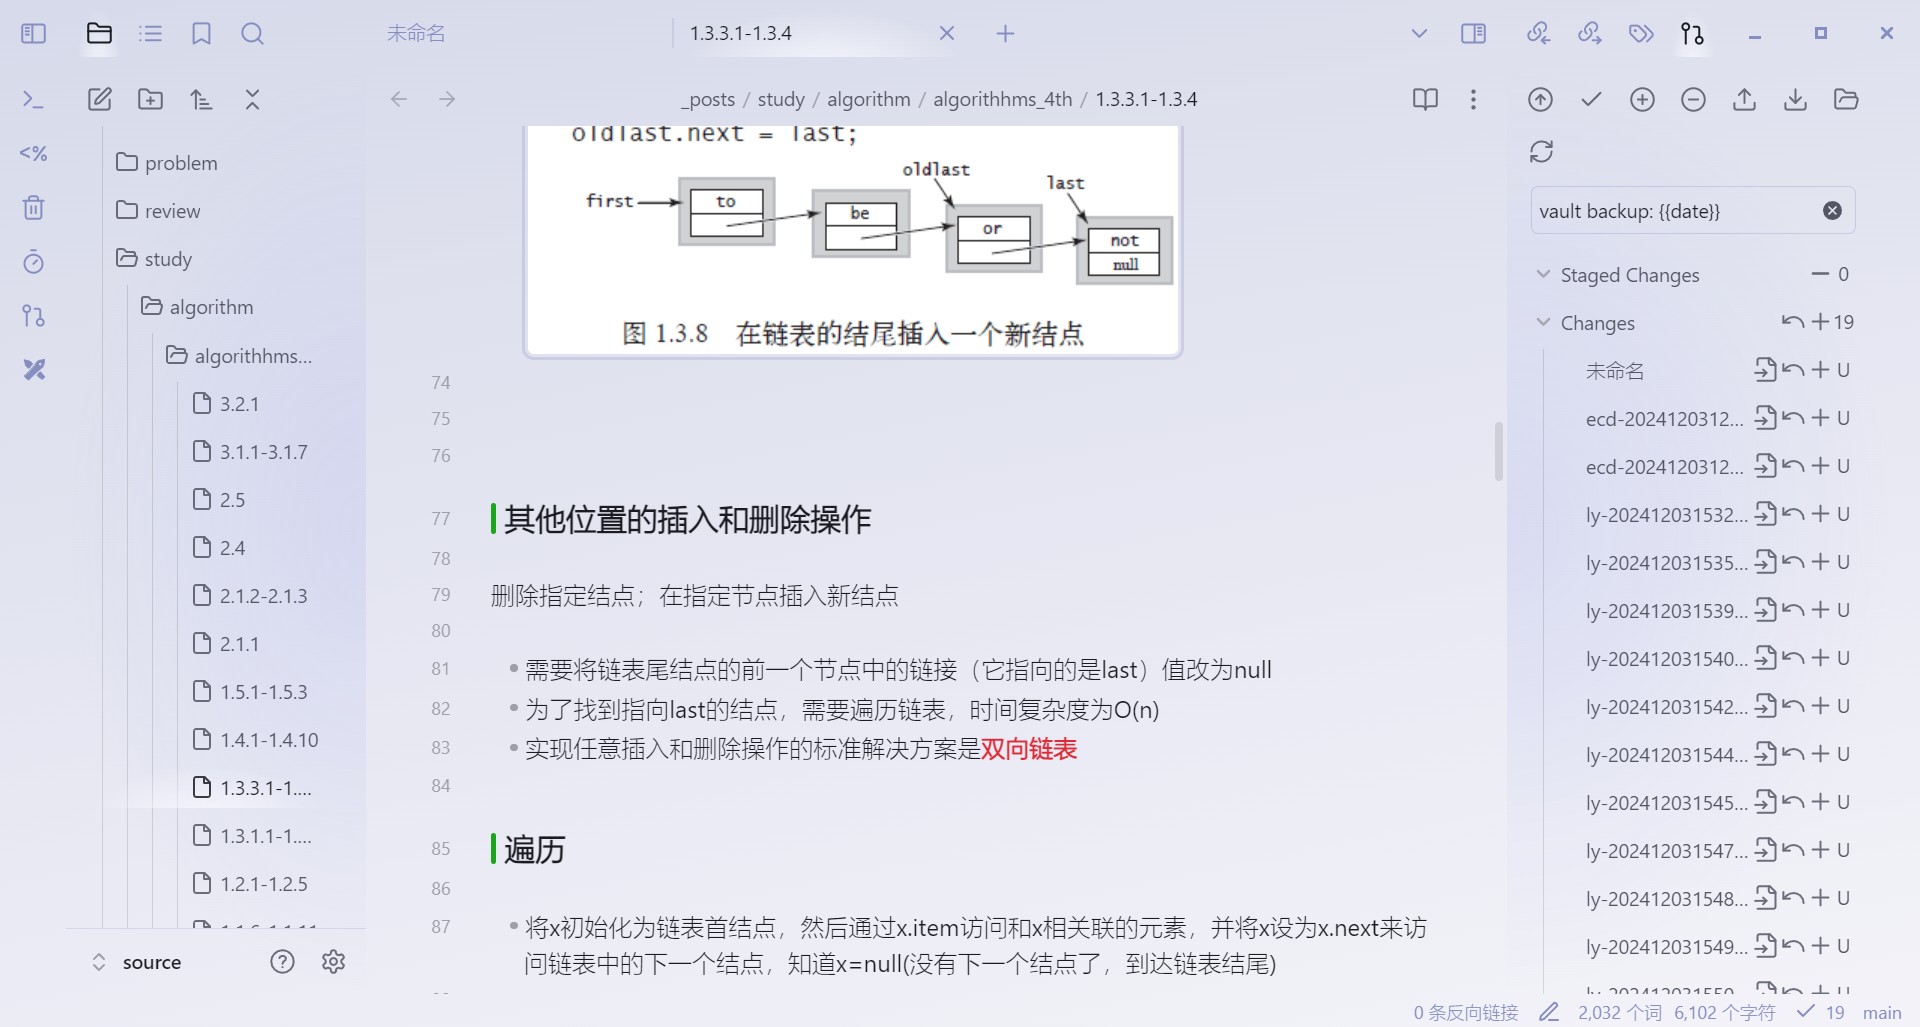 未命名
1.3.3.1-1.3.4
_posts / study / algorithm / algorithhms_4th / 1.3.3.1-1.3.4
problem
review
study
algorithm
algorithhms...
3.2.1
3.1.1-3.1.7
2.5
2.4
2.1.2-2.1.3
2.1.1
1.5.1-1.5.3
1.4.1-1.4.10
1.3.3.1-1....
1.3.1.1-1....
1.2.1-1.2.5
source
oldlast.next = last;
oldlast
last
first
to
be
or
not
null
图 1.3.8 在链表的结尾插入一个新结点
74
75
76
77 其他位置的插入和删除操作
78
79 删除指定结点；在指定节点插入新结点
80
81 需要将链表尾结点的前一个节点中的链接（它指向的是last）值改为null
82 为了找到指向last的结点，需要遍历链表，时间复杂度为O(n)
83 实现任意插入和删除操作的标准解决方案是双向链表
84
85 遍历
86
87 将x初始化为链表首结点，然后通过x.item访问和x相关联的元素，并将x设为x.next来访
问链表中的下一个结点，知道x=null(没有下一个结点了，到达链表结尾)
vault backup: {{date}}
Staged Changes 0
Changes 19
未命名 U
ecd-2024120312... U
ecd-2024120312... U
ly-202412031532... U
ly-202412031535... U
ly-202412031539... U
ly-202412031540... U
ly-202412031542... U
ly-202412031544... U
ly-202412031545... U
ly-202412031547... U
ly-202412031548... U
ly-202412031549... U
0 条反向链接 2,032 个词 6,102 个字符 19 main